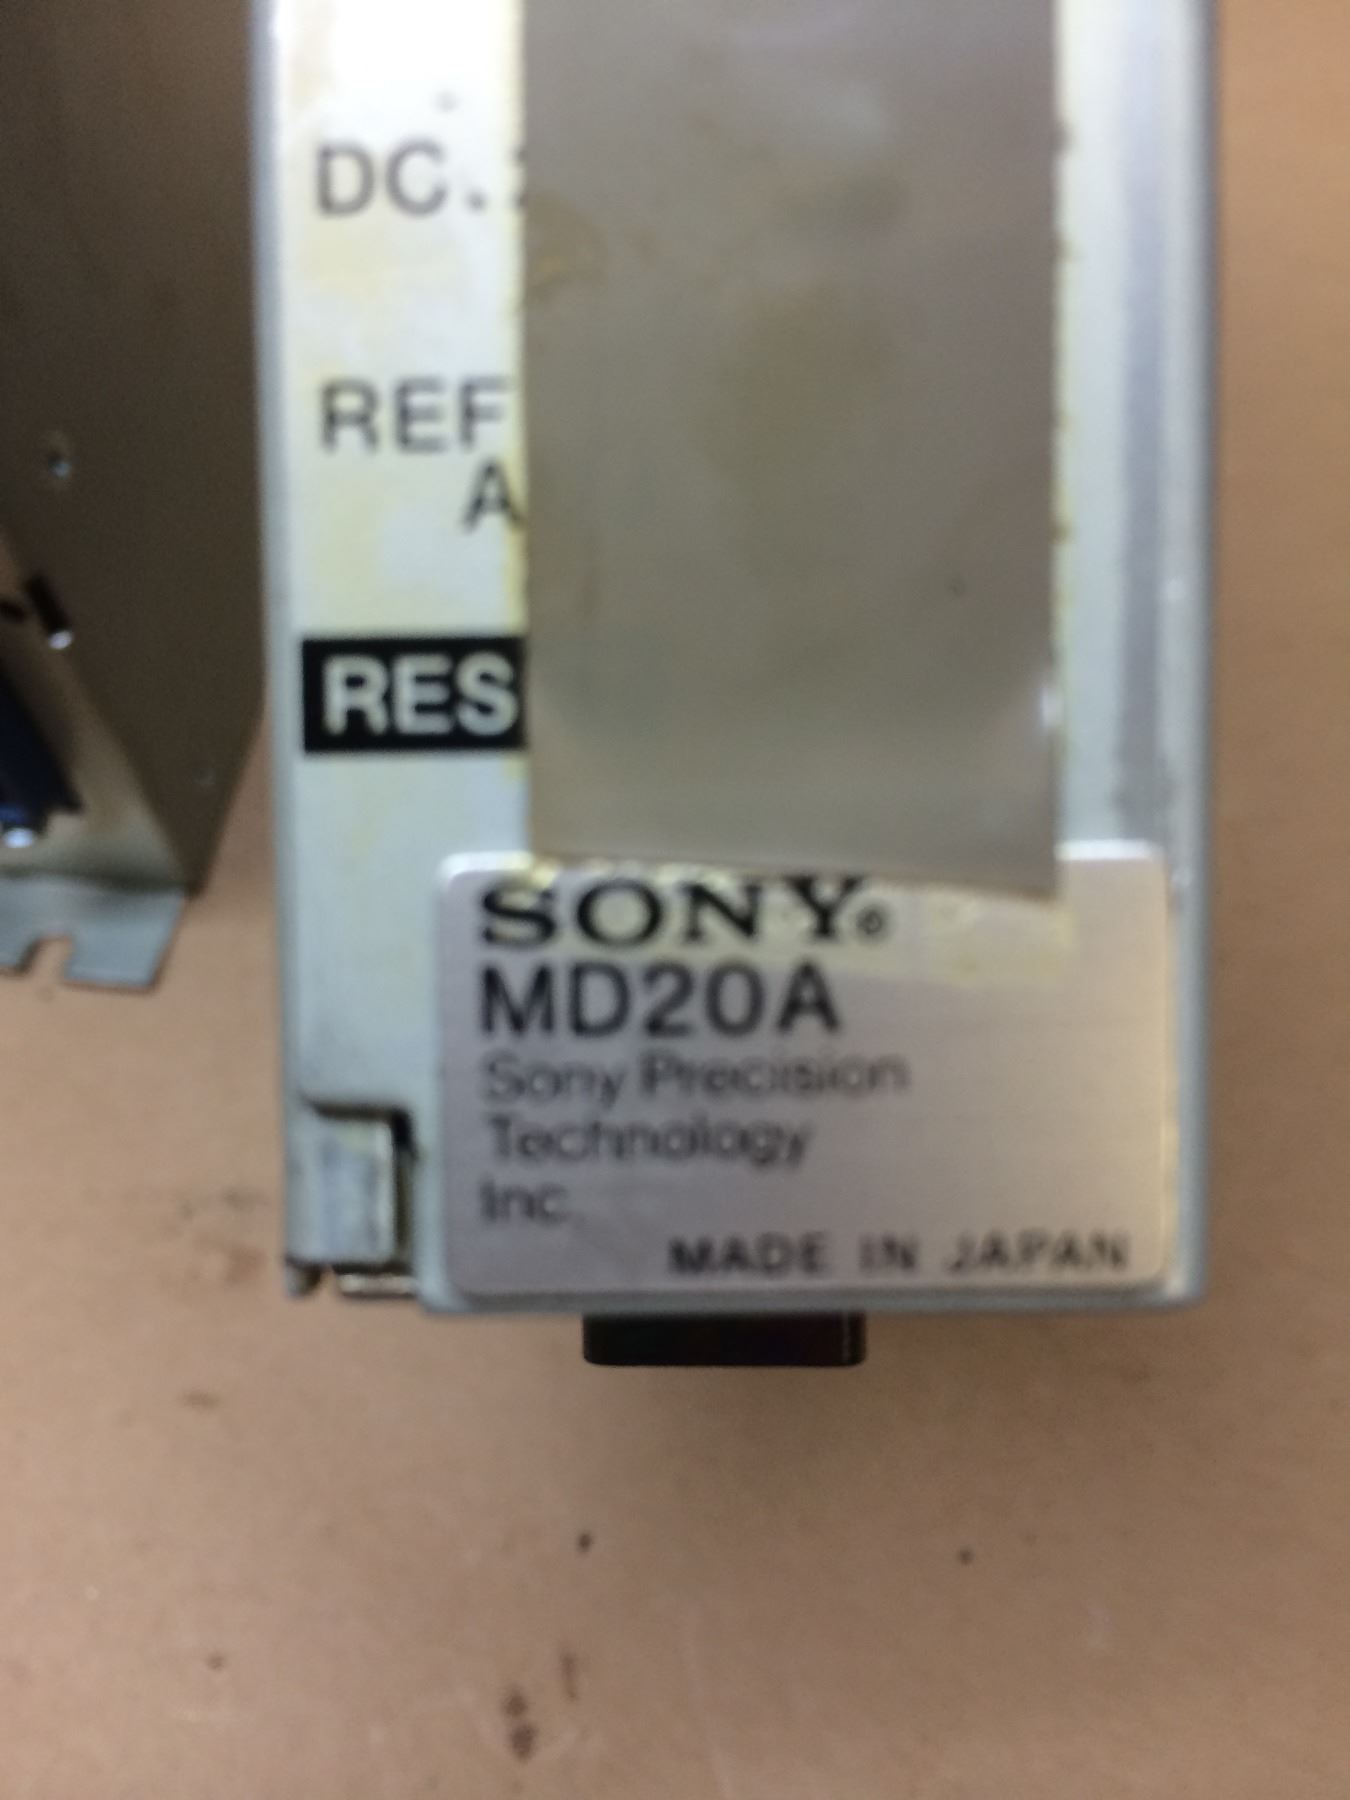 DC.
REF
A
RES
SONY®
MD20A
Sony Precision
Technology
Inc.
MADE IN JAPAN